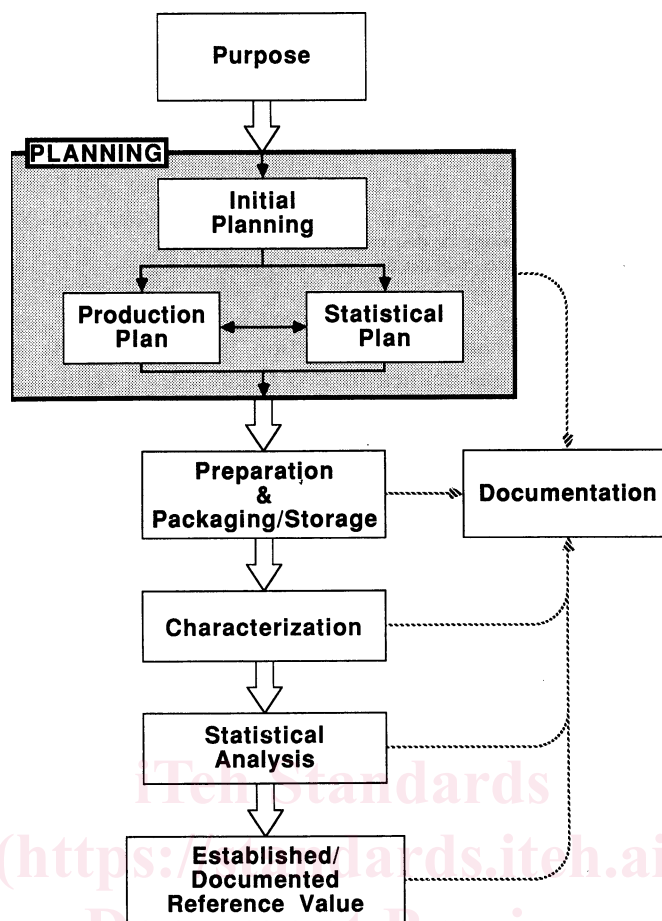 Purpose
PLANNING
Initial
Planning
Production
Plan
Statistical
Plan
Preparation
&
Packaging/Storage
Documentation
Characterization
Statistical
Analysis
iTeh Standards
(https://standards.iteh.ai
Established/
Documented
Reference Value